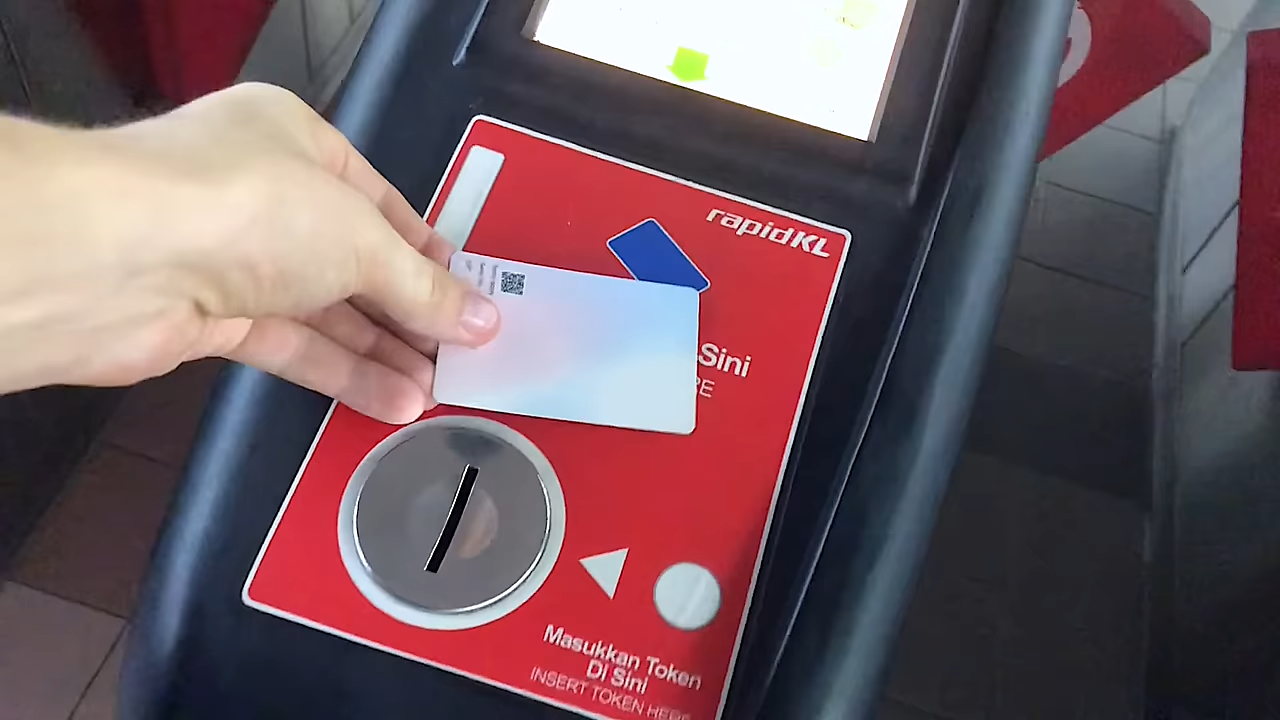 rapidKL
Sini
Masukkan Token
Di Sini
INSERT TOKEN HERE